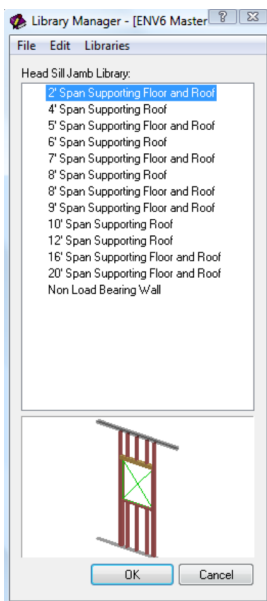 Library Manager - [ENV6 Master
File Edit Libraries
Head Sill Jamb Library:
2' Span Supporting Floor and Roof
4' Span Supporting Roof
5' Span Supporting Floor and Roof
6' Span Supporting Roof
7' Span Supporting Floor and Roof
8' Span Supporting Roof
8' Span Supporting Floor and Roof
9' Span Supporting Floor and Roof
10' Span Supporting Roof
12' Span Supporting Roof
16' Span Supporting Floor and Roof
20' Span Supporting Floor and Roof
Non Load Bearing Wall
OK Cancel